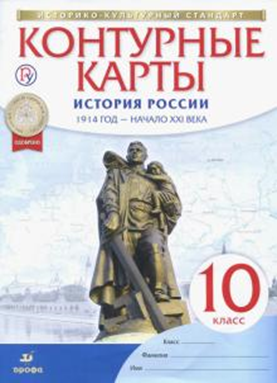 ИСТОРИКО-КУЛЬТУРНЫЙ СТАНДАРТ
КОНТУРНЫЕ
КАРТЫ
ИСТОРИЯ РОССИИ
1914 ГОД — НАЧАЛО XXI ВЕКА
10
класс
Класс
Фамилия
Имя
ДРОФА